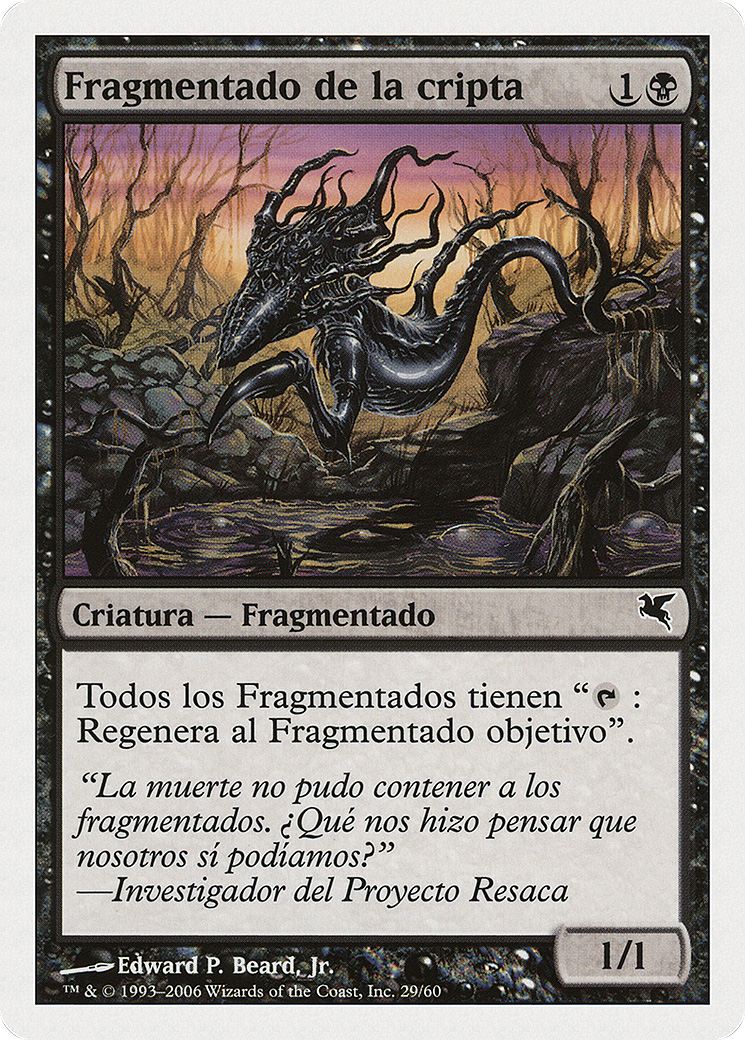 Fragmentado de la cripta 1
Criatura — Fragmentado
Todos los Fragmentados tienen “ :
Regenera al Fragmentado objetivo”.
“La muerte no pudo contener a los
fragmentados. ¿Qué nos hizo pensar que
nosotros sí podíamos?”
—Investigador del Proyecto Resaca
1/1
Edward P. Beard, Jr.
™ & © 1993–2006 Wizards of the Coast, Inc. 29/60